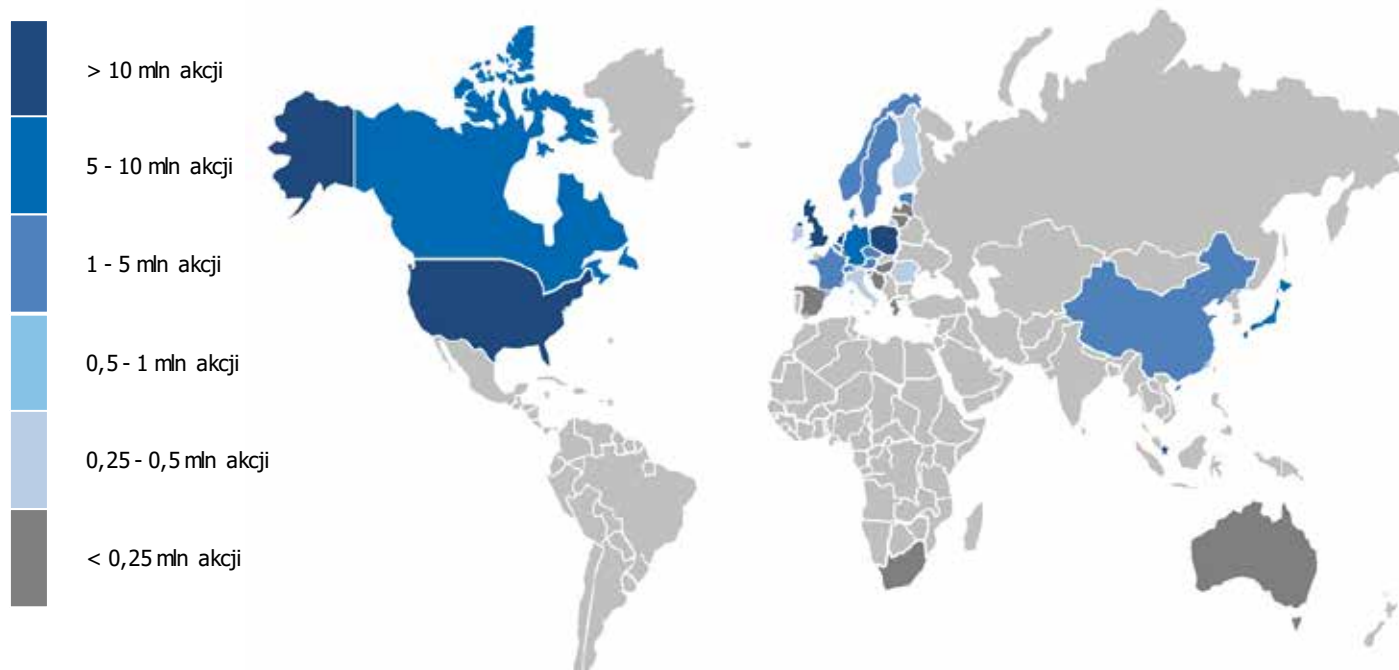 > 10 mln akcji
5 - 10 mln akcji
1 - 5 mln akcji
0,5 - 1 mln akcji
0,25 - 0,5 mln akcji
< 0,25 mln akcji